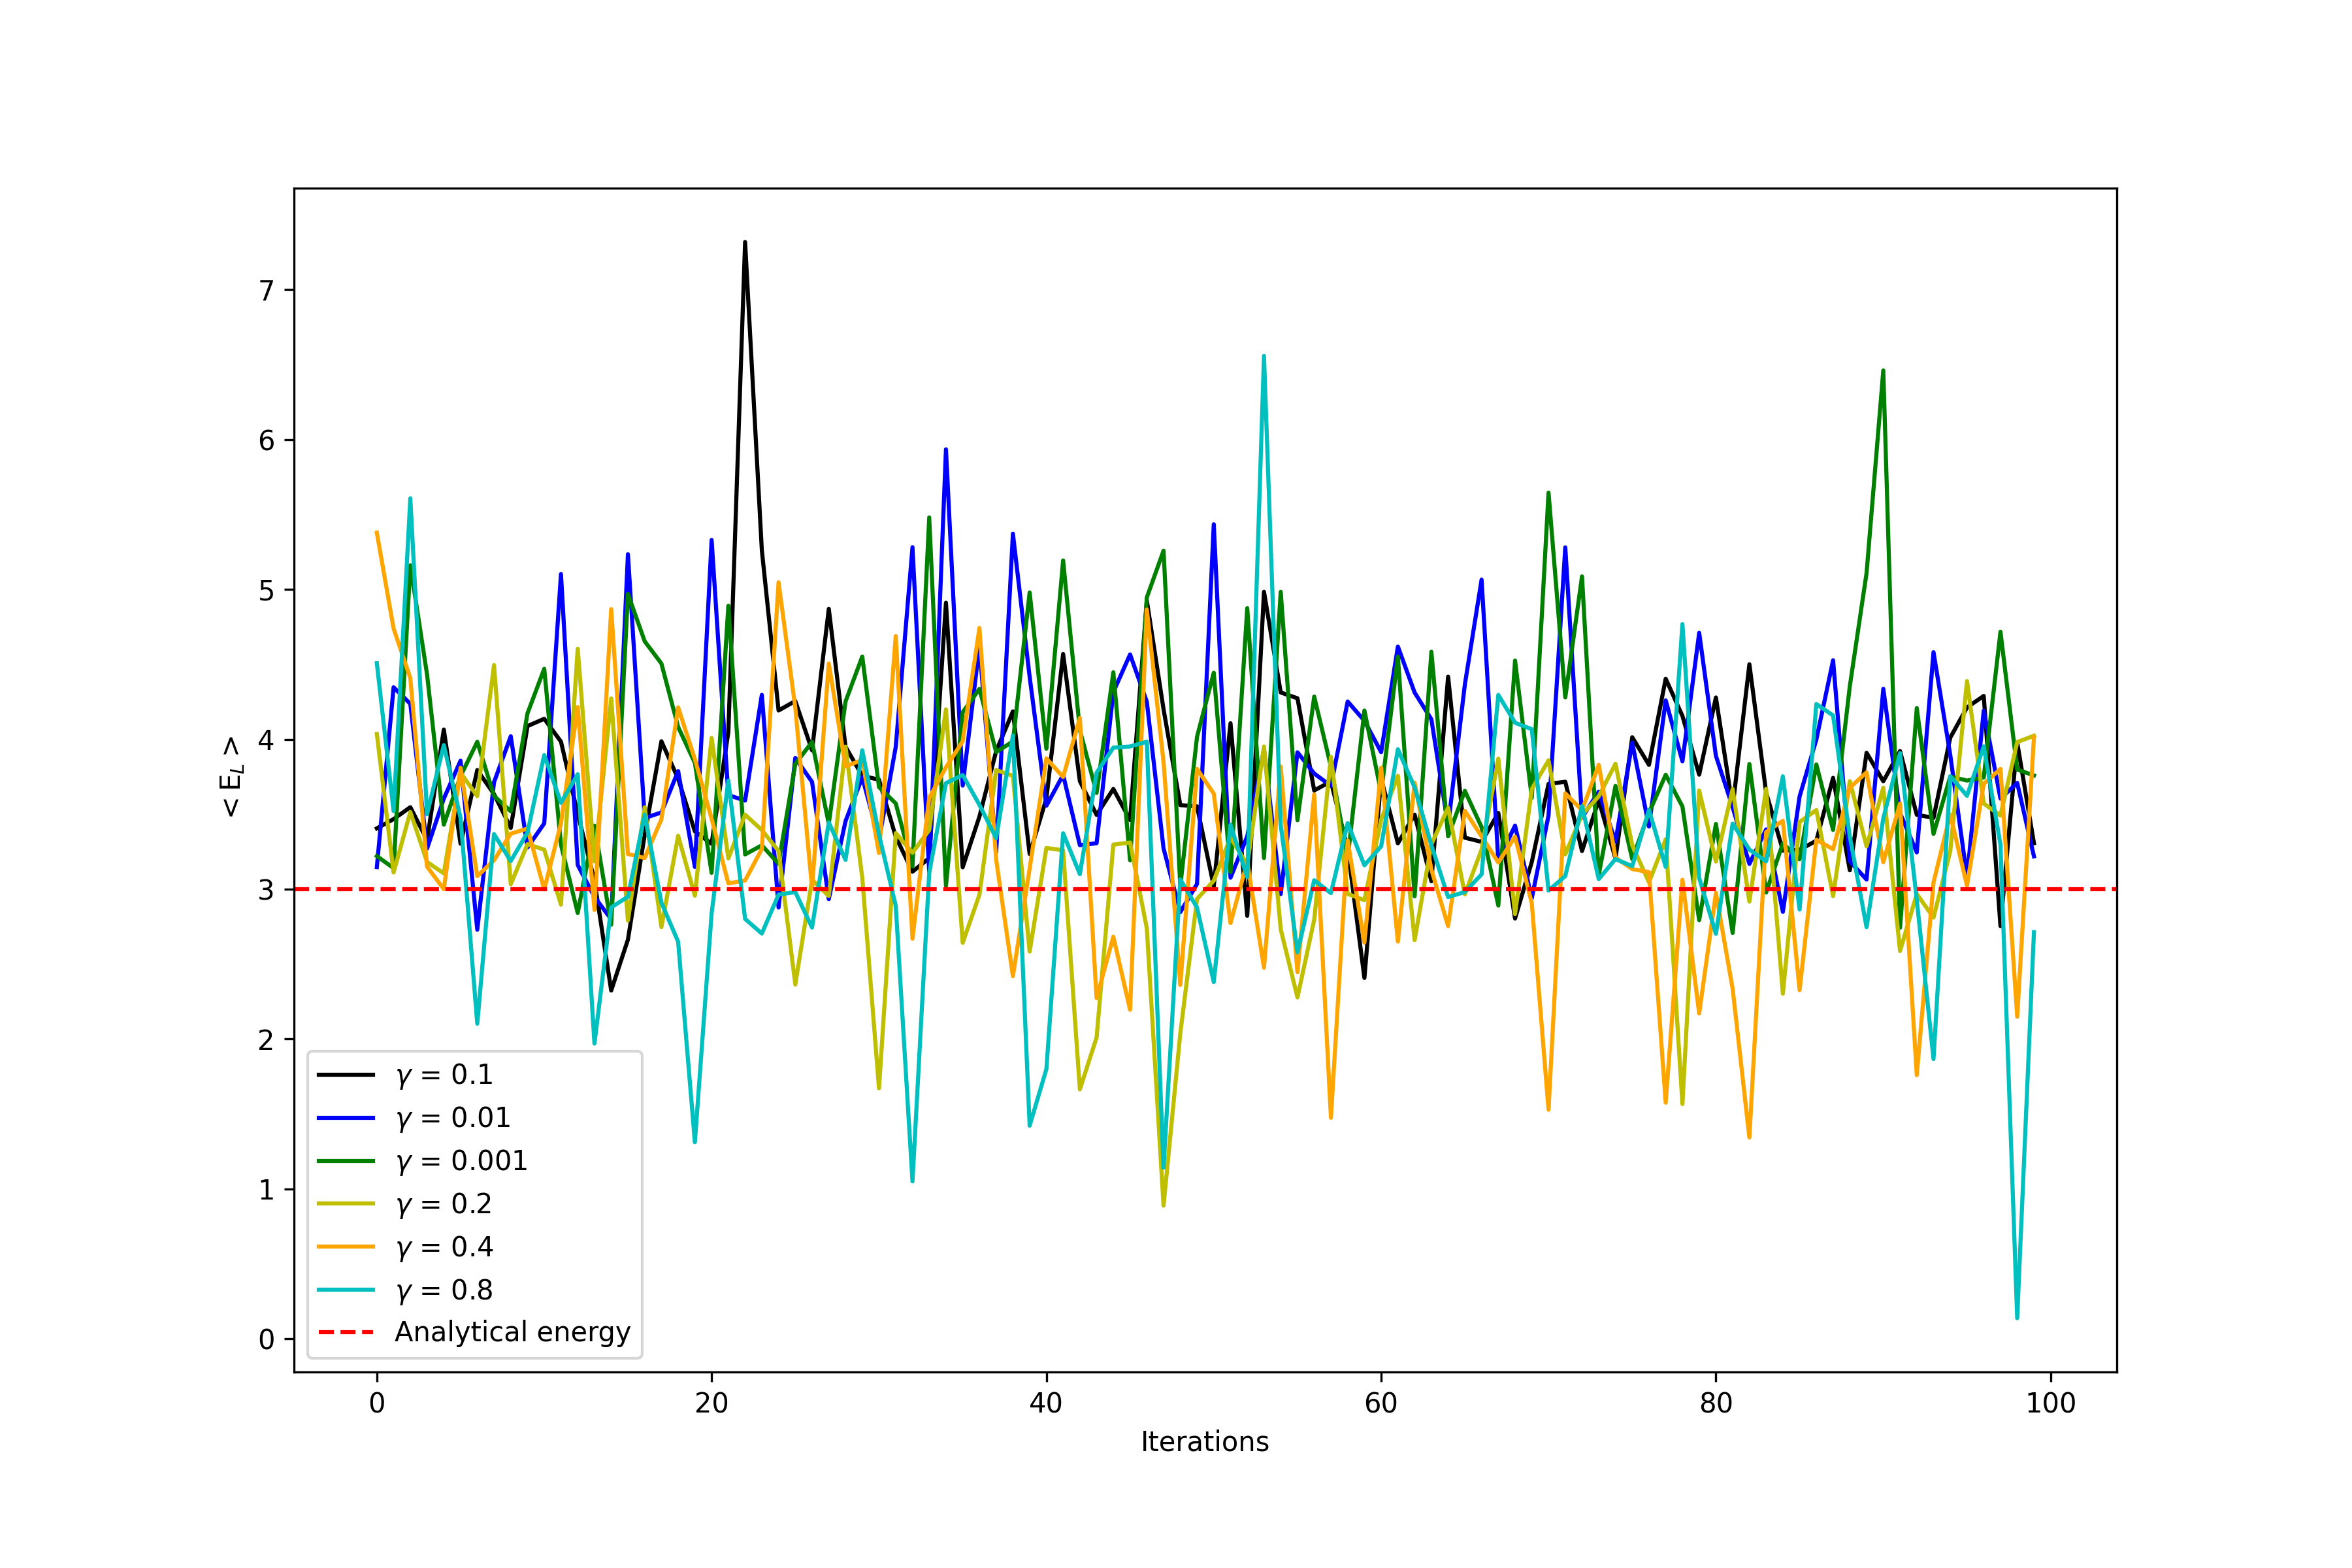 <E_L>
7
6
5
4
3
2
1
0
γ = 0.1
γ = 0.01
γ = 0.001
γ = 0.2
γ = 0.4
γ = 0.8
Analytical energy
0 20 40 60 80 100
Iterations